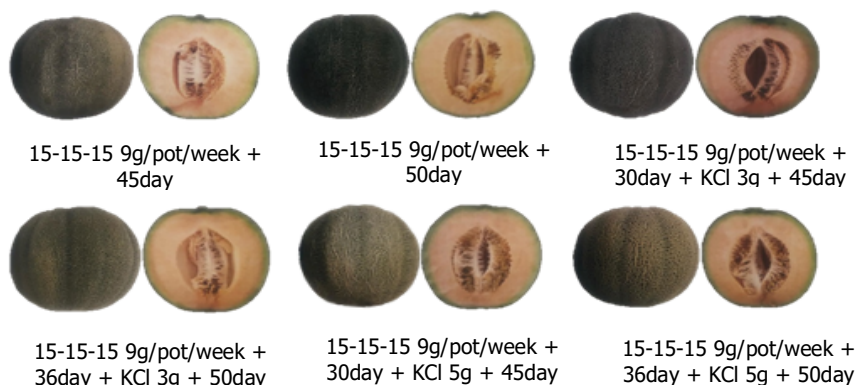 15-15-15 9g/pot/week +
45day
15-15-15 9g/pot/week +
50day
15-15-15 9g/pot/week +
30day + KCl 3g + 45day
15-15-15 9g/pot/week +
36day + KCl 3g + 50day
15-15-15 9g/pot/week +
30day + KCl 5g + 45day
15-15-15 9g/pot/week +
36day + KCl 5g + 50day